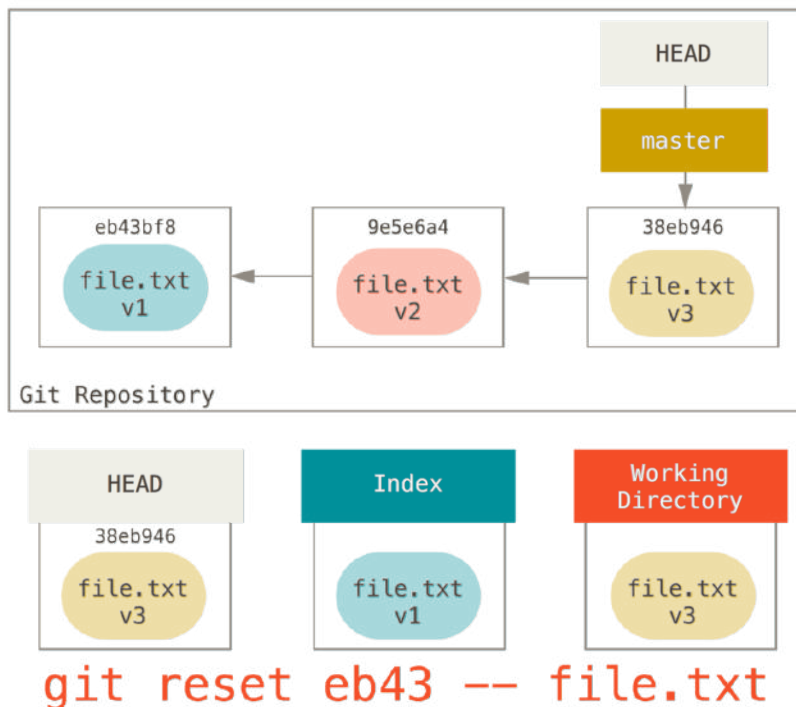 HEAD
master
eb43bf8
9e5e6a4
38eb946
file.txt
v1
file.txt
v2
file.txt
v3
Git Repository
HEAD
Index
Working
Directory
38eb946
file.txt
v3
file.txt
v1
file.txt
v3
git reset eb43 -- file.txt